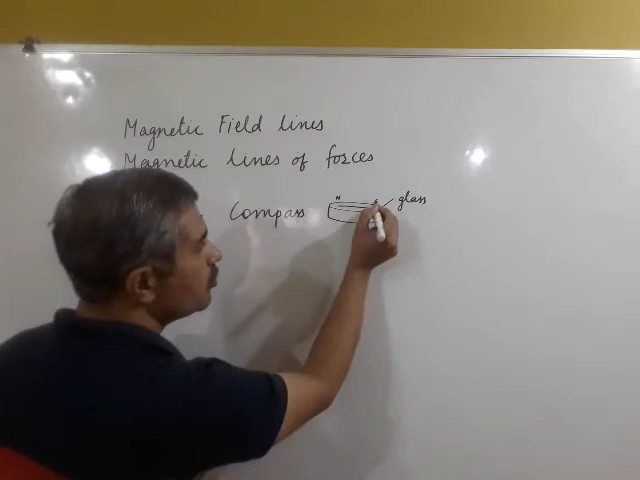 Magnetic Field lines
Magnetic lines of forces
Compass N glass